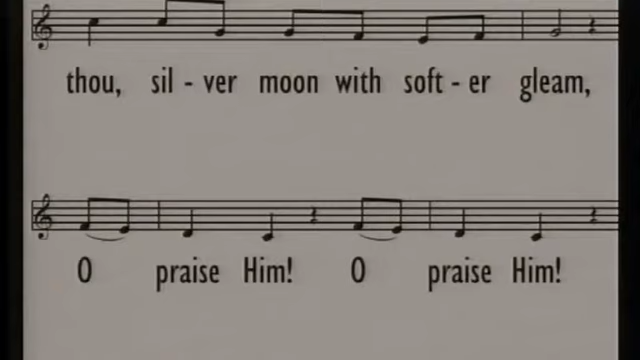 thou, sil - ver moon with soft - er gleam,
O praise Him! O praise Him!